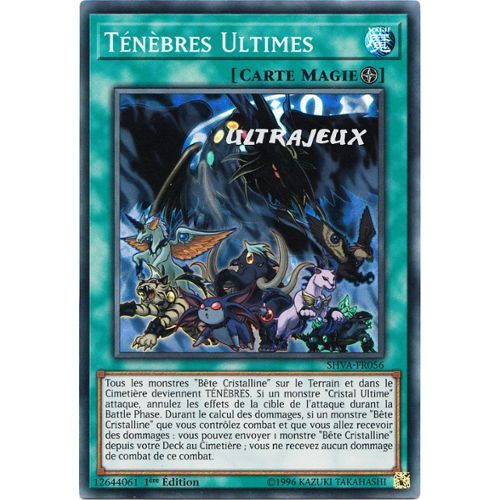 TÉNÈBRES ULTIMES
魔
[CARTE MAGIE]
ULTRAJEUX
SHVA-FR056
Tous les monstres "Bête Cristalline" sur le Terrain et dans le
Cimetière deviennent TÉNÈBRES. Si un monstre "Cristal Ultime"
attaque, annulez les effets de la cible de l'attaque durant la
Battle Phase. Durant le calcul des dommages, si un monstre "Bête
Cristalline" que vous contrôlez combat et que vous allez recevoir
des dommages : vous pouvez envoyer 1 monstre "Bête Cristalline"
depuis votre Deck au Cimetière ; vous ne recevez aucun dommage
de combat de ce combat.
12644061 1ère Édition ©1996 KAZUKI TAKAHASHI